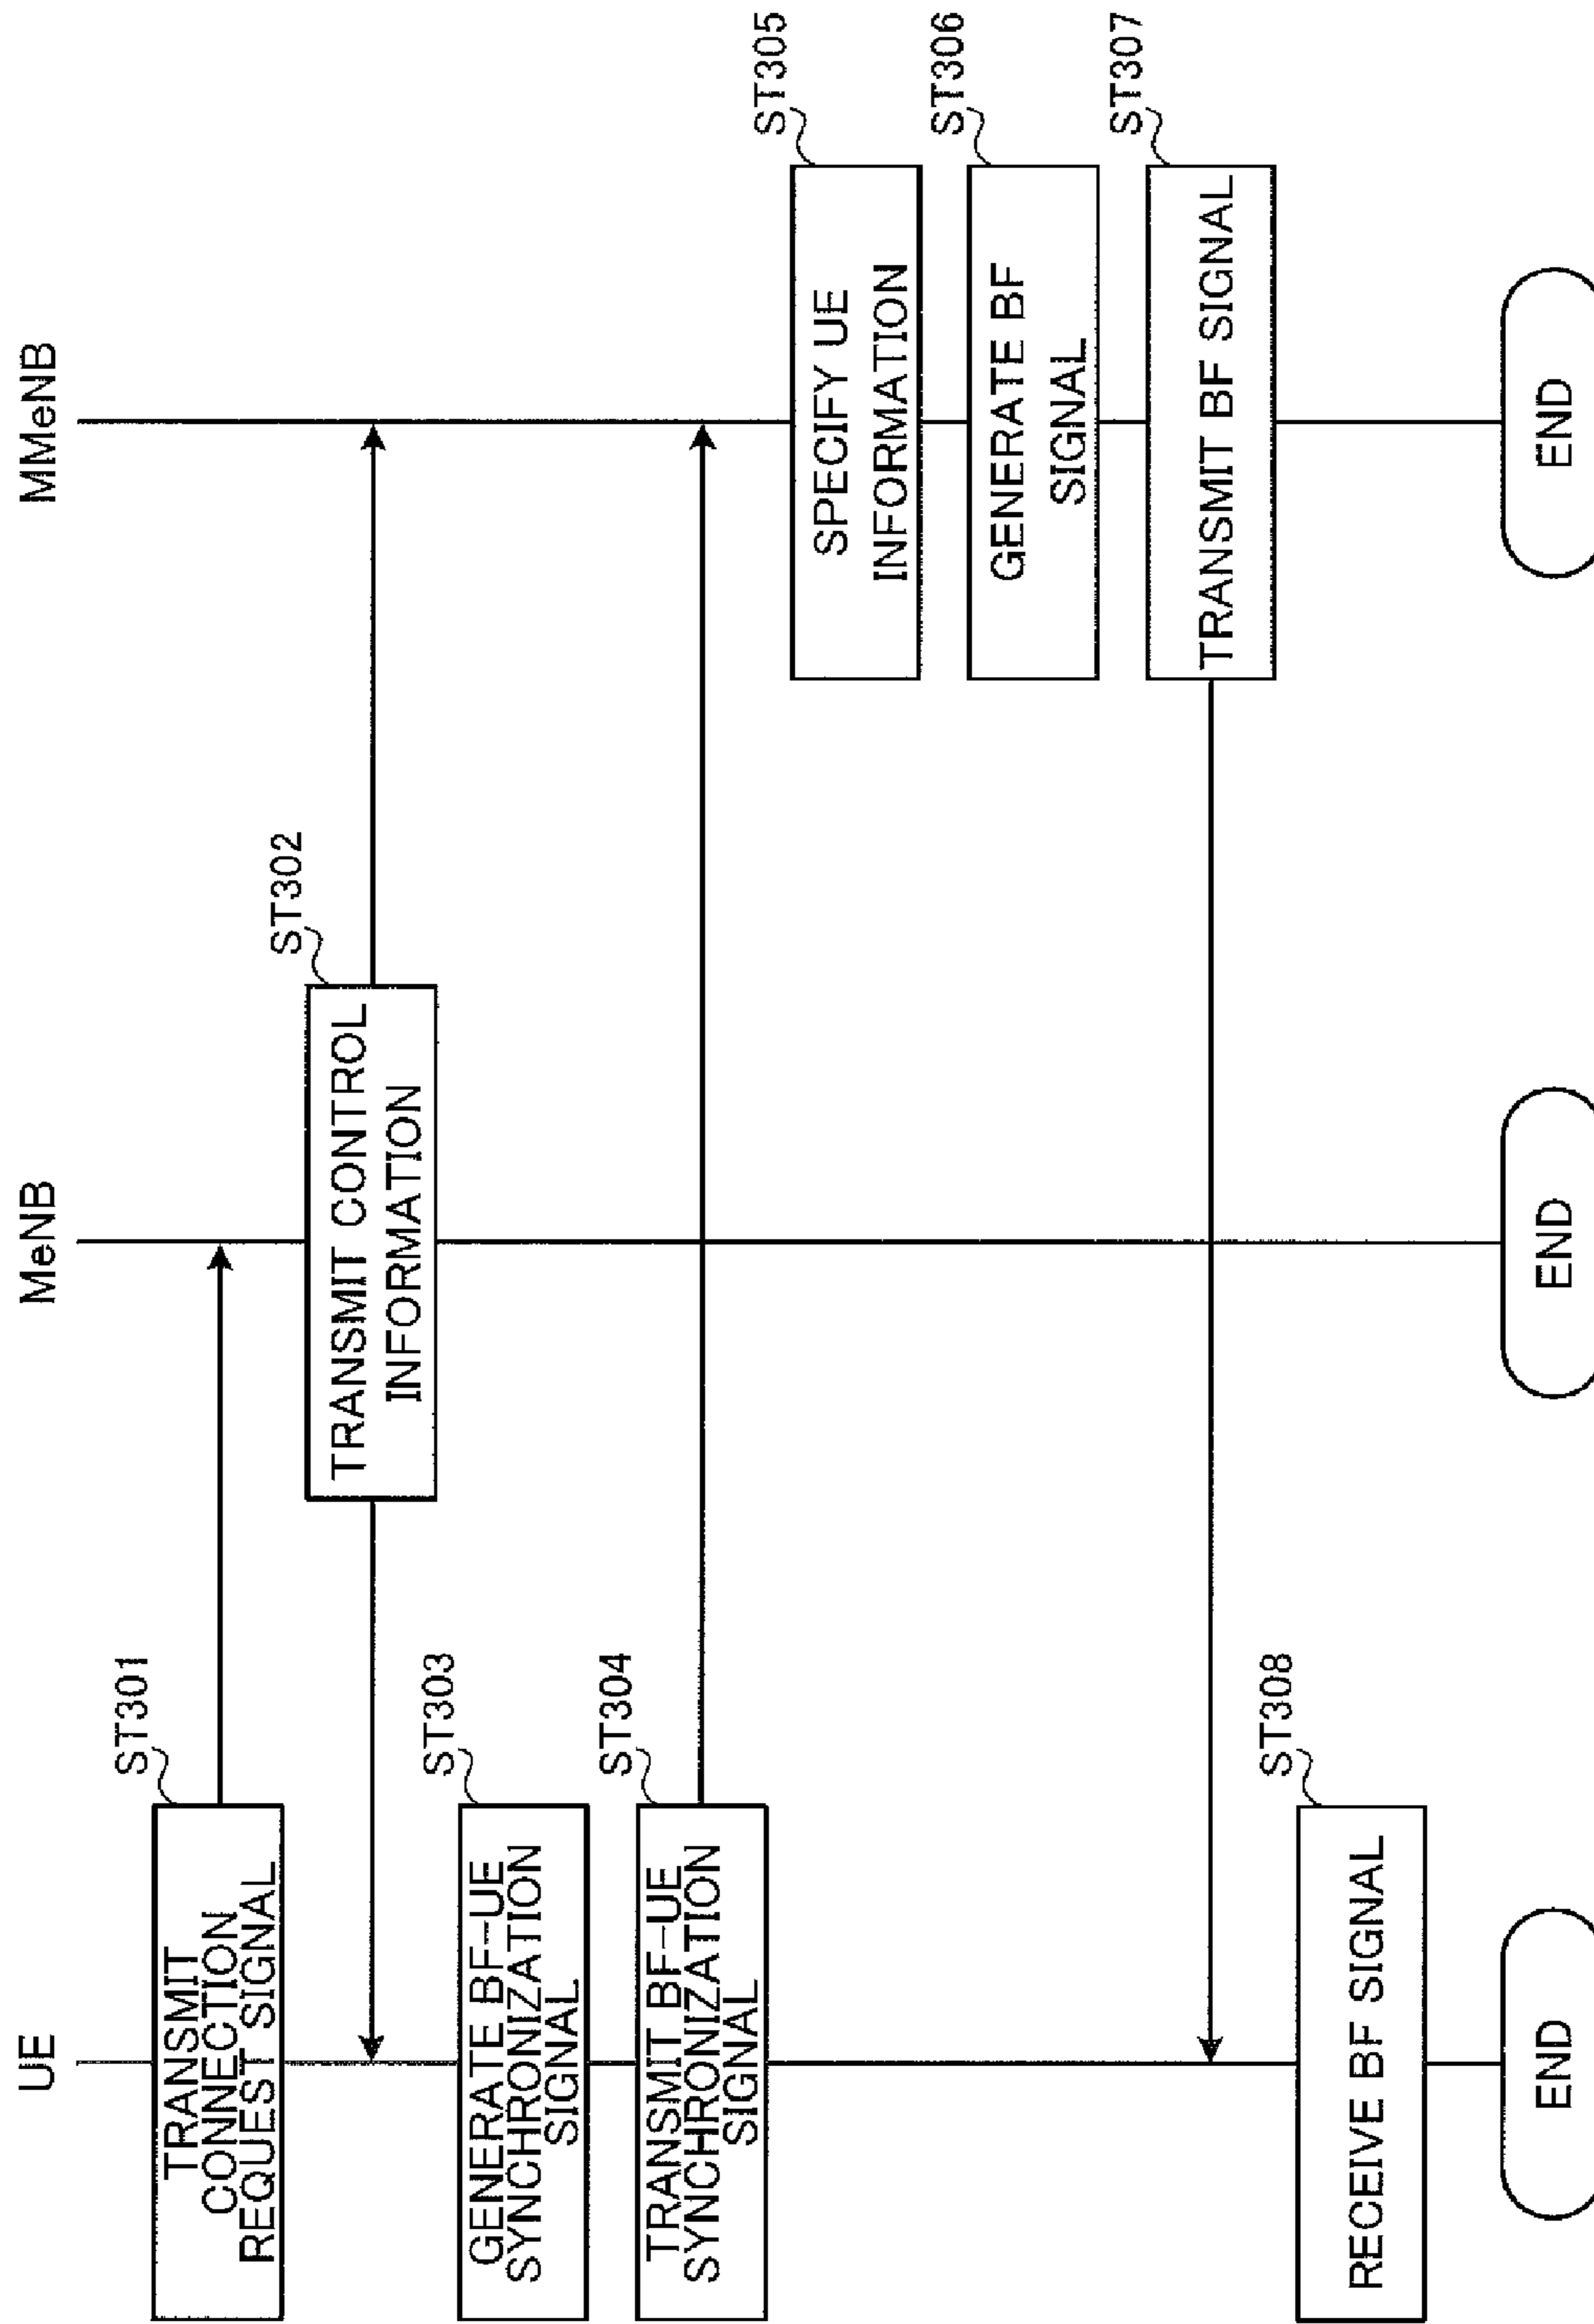 UE
MeNB
MMeNB
ST301
TRANSMIT
CONNECTION
REQUEST SIGNAL
ST302
TRANSMIT CONTROL
INFORMATION
ST303
GENERATE BF-UE
SYNCHRONIZATION
SIGNAL
ST304
TRANSMIT BF-UE
SYNCHRONIZATION
SIGNAL
ST305
SPECIFY UE
INFORMATION
ST306
GENERATE BF
SIGNAL
ST307
TRANSMIT BF SIGNAL
ST308
RECEIVE BF SIGNAL
END
END
END